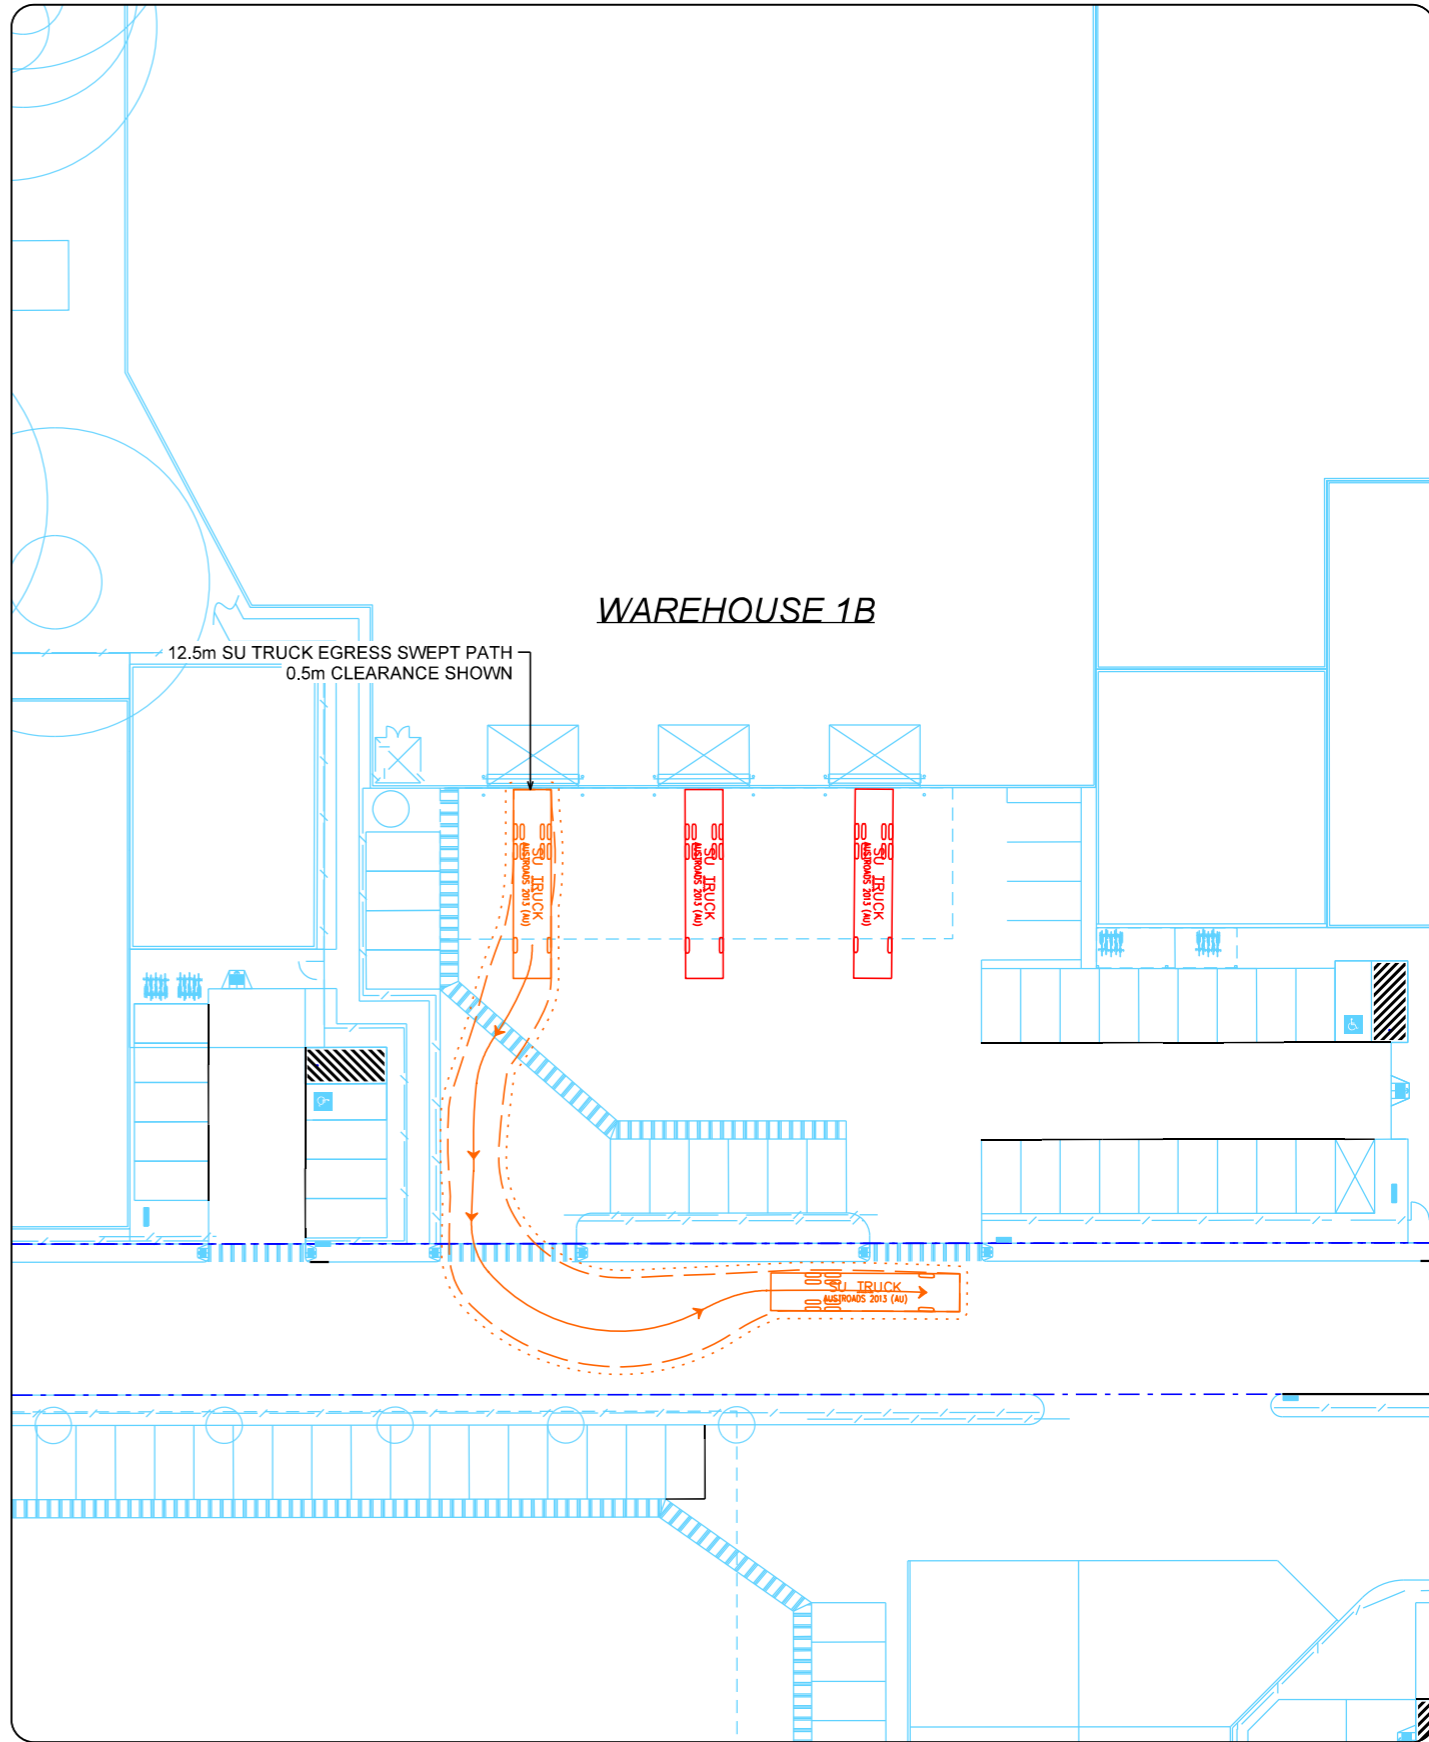 WAREHOUSE 1B
12.5m SU TRUCK EGRESS SWEPT PATH
0.5m CLEARANCE SHOWN
SU TRUCK
AUSTROADS 2013 (AU)
SU TRUCK
AUSTROADS 2013 (AU)
SU TRUCK
AUSTROADS 2013 (AU)
SU TRUCK
AUSTROADS 2013 (AU)